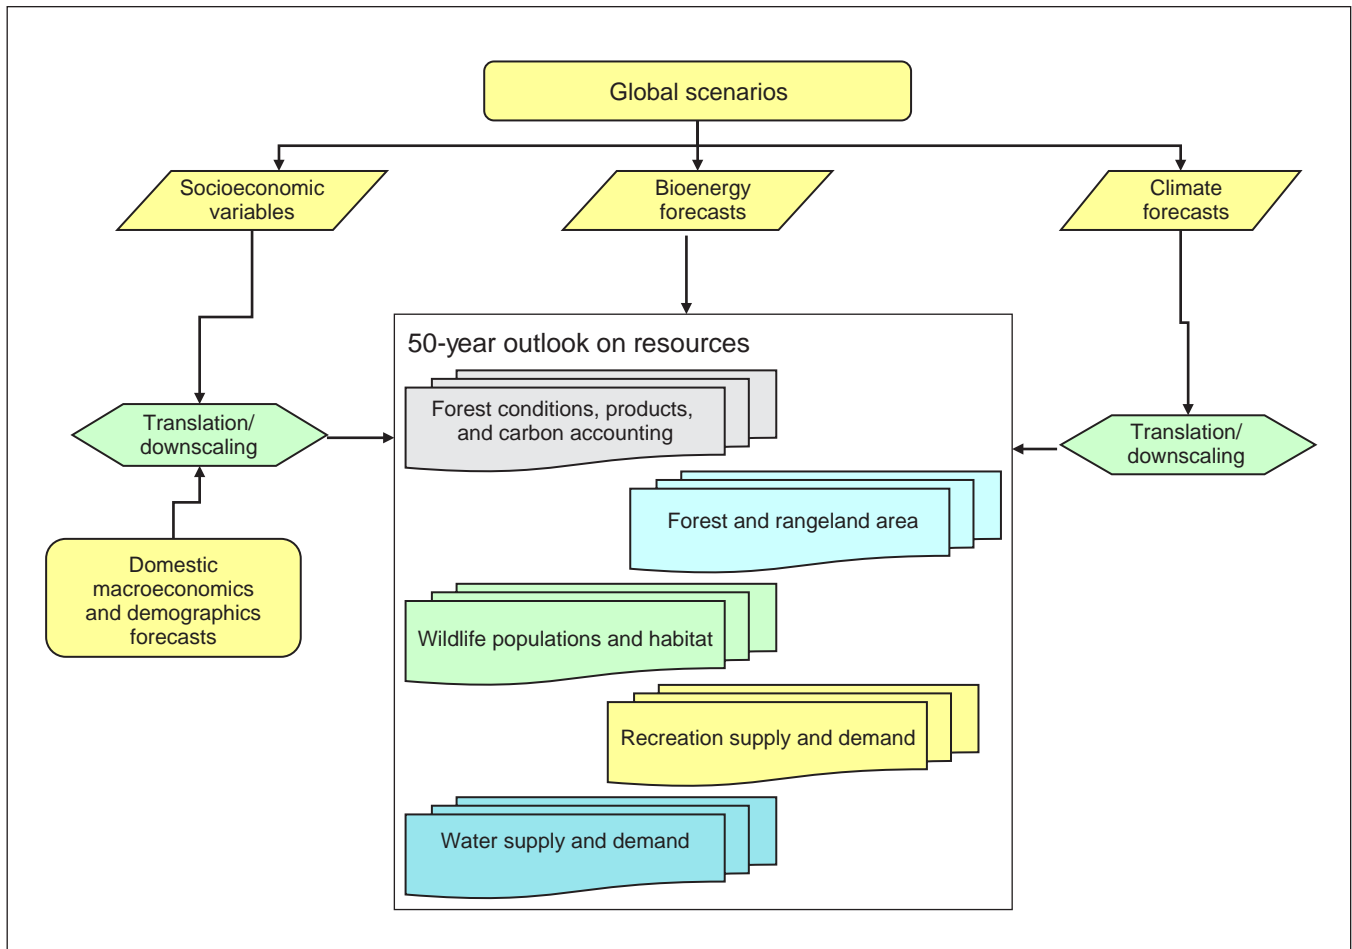 Global scenarios
Socioeconomic
variables
Bioenergy
forecasts
Climate
forecasts
50-year outlook on resources
Forest conditions, products,
and carbon accounting
Translation/
downscaling
Translation/
downscaling
Forest and rangeland area
Domestic
macroeconomics
and demographics
forecasts
Wildlife populations and habitat
Recreation supply and demand
Water supply and demand